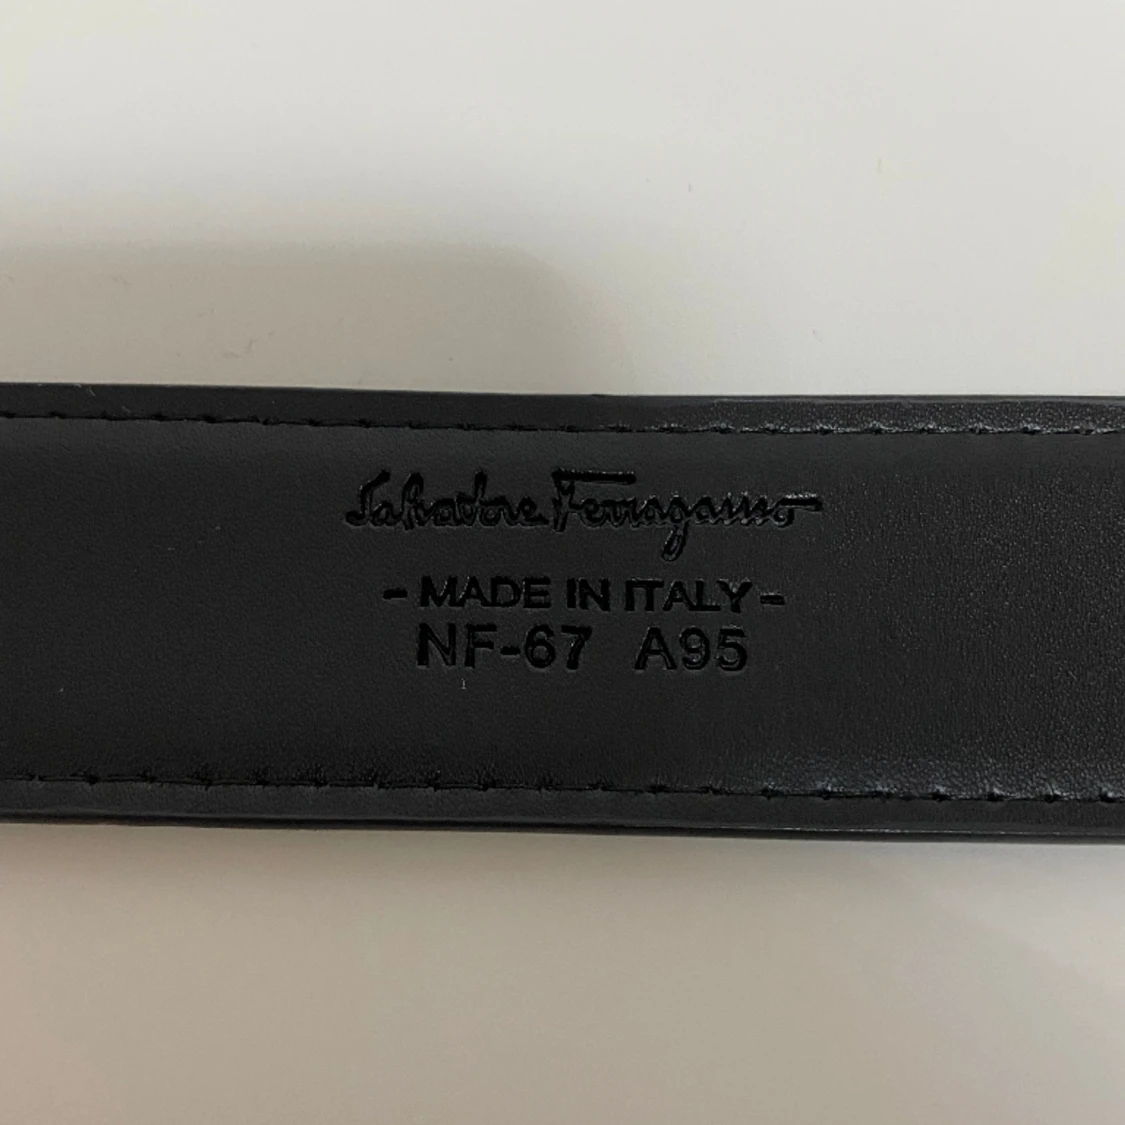 Salvatore Ferragamo
- MADE IN ITALY -
NF-67 A95